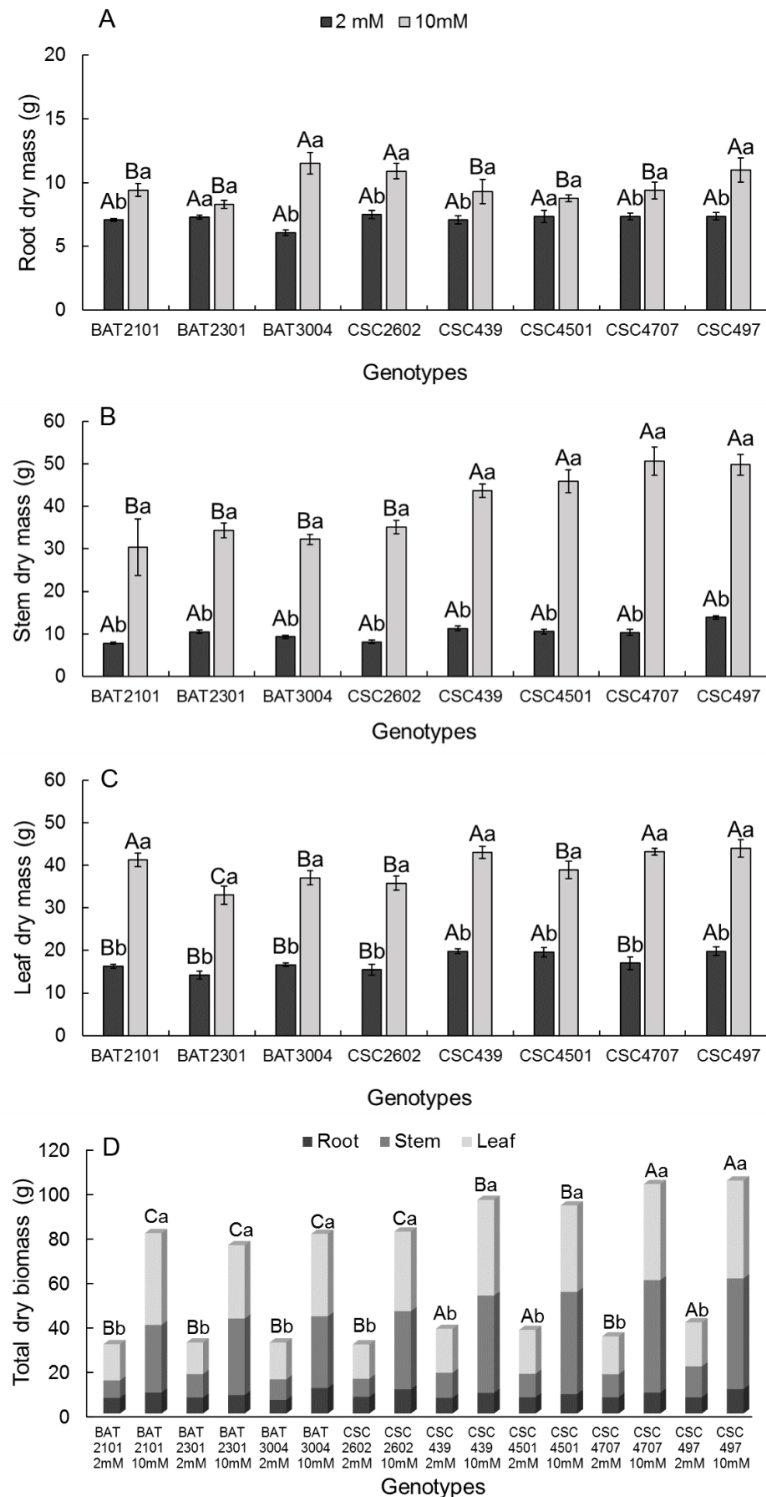 A
2 mM 10mM
Root dry mass (g)
20
15
10
5
0
Ab Ba Aa Ba Ab Aa Ab Aa Ab Ba Aa Ba Ab Ba Ab Aa
BAT2101 BAT2301 BAT3004 CSC2602 CSC439 CSC4501 CSC4707 CSC497
Genotypes
B
Stem dry mass (g)
60
50
40
30
20
10
0
Ab Ba Ab Ba Ab Ba Ab Ba Ab Aa Ab Aa Ab Aa Ab Aa
BAT2101 BAT2301 BAT3004 CSC2602 CSC439 CSC4501 CSC4707 CSC497
Genotypes
C
Leaf dry mass (g)
60
50
40
30
20
10
0
Bb Aa Bb Ca Bb Ba Bb Ba Ab Aa Ab Ba Bb Aa Ab Aa
BAT2101 BAT2301 BAT3004 CSC2602 CSC439 CSC4501 CSC4707 CSC497
Genotypes
D
Root Stem Leaf
Total dry biomass (g)
120
100
80
60
40
20
0
Bb Ca Bb Ca Bb Ca Bb Ca Ab Ba Ab Ba Bb Aa Ab Aa
BAT BAT BAT BAT BAT BAT CSC CSC CSC CSC CSC CSC CSC CSC CSC CSC
2101 2101 2301 2301 3004 3004 2602 2602 439 439 4501 4501 4707 4707 497 497
2mM 10mM 2mM 10mM 2mM 10mM 2mM 10mM 2mM 10mM 2mM 10mM 2mM 10mM 2mM 10mM
Genotypes